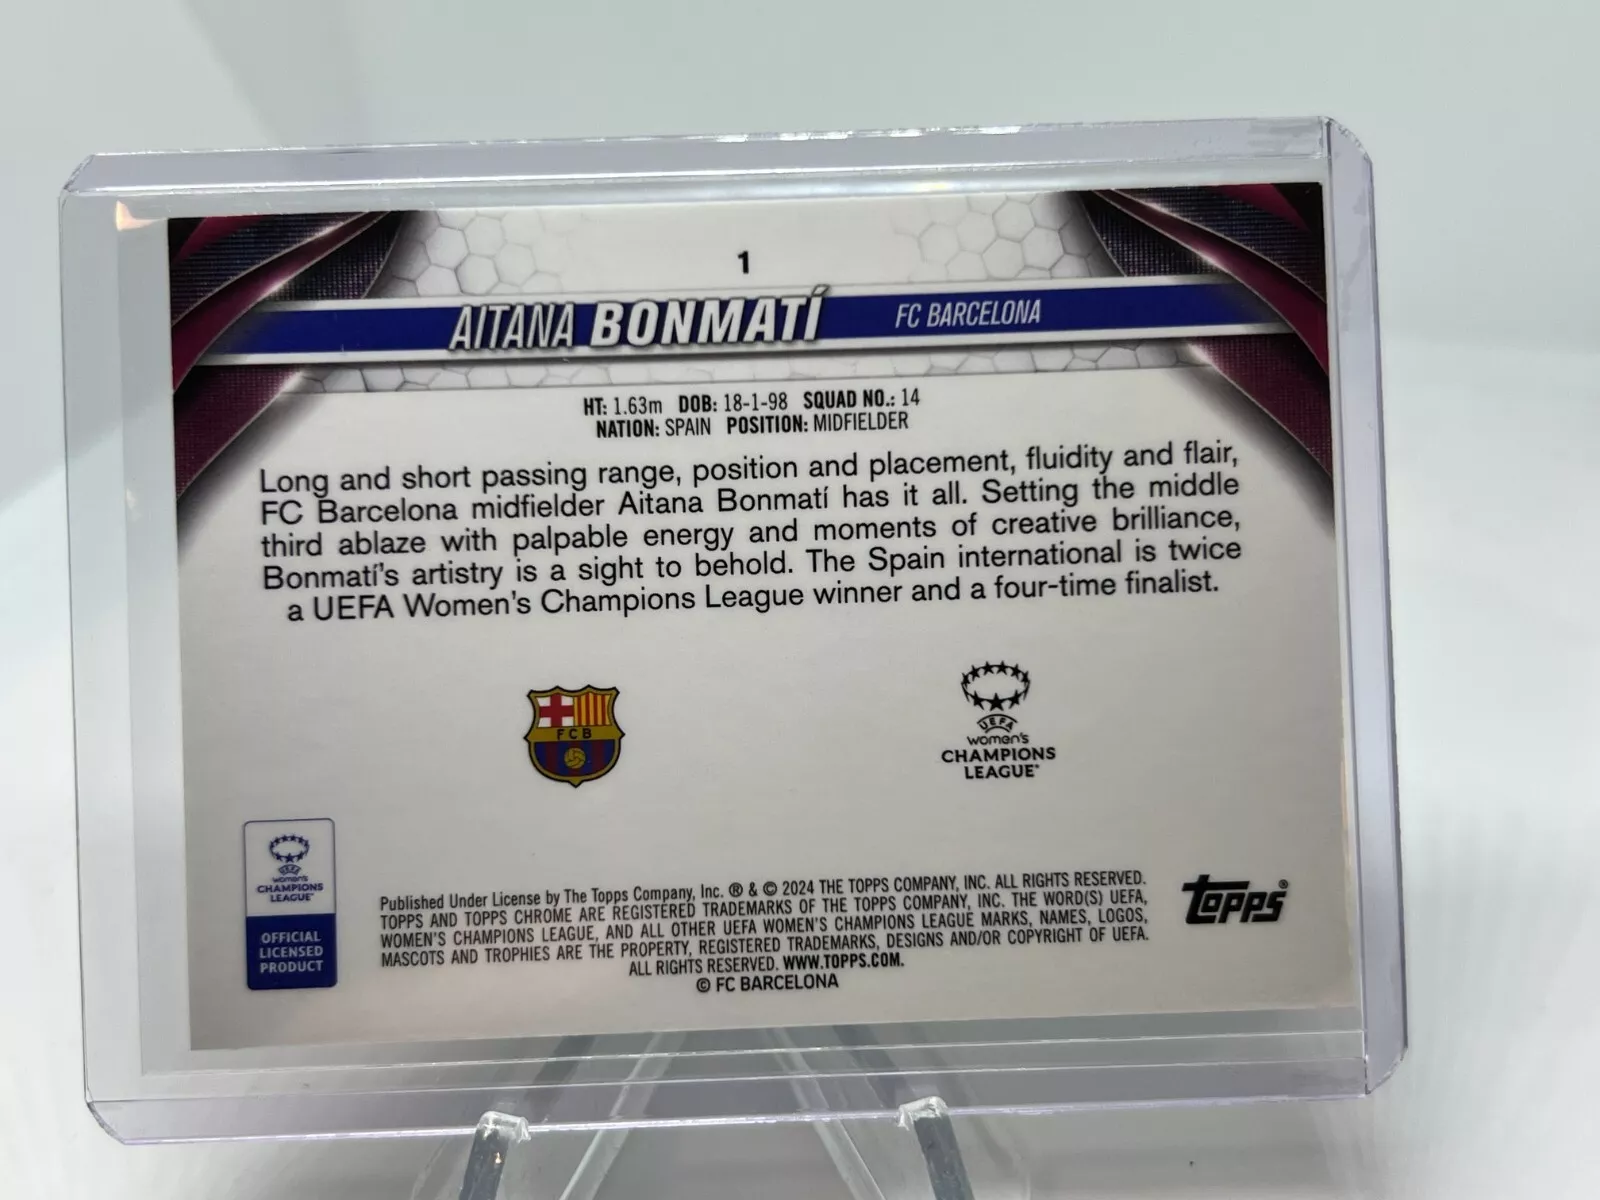 1
AITANA BONMATÍ FC BARCELONA
HT: 1.63m DOB: 18-1-98 SQUAD NO.: 14
NATION: SPAIN POSITION: MIDFIELDER
Long and short passing range, position and placement, fluidity and flair,
FC Barcelona midfielder Aitana Bonmatí has it all. Setting the middle
third ablaze with palpable energy and moments of creative brilliance,
Bonmatí's artistry is a sight to behold. The Spain international is twice
a UEFA Women's Champions League winner and a four-time finalist.
FCB
UEFA
women's
CHAMPIONS
LEAGUE
UEFA
women's
CHAMPIONS
LEAGUE
OFFICIAL
LICENSED
PRODUCT
Published Under License by The Topps Company, Inc. ® & © 2024 THE TOPPS COMPANY, INC. ALL RIGHTS RESERVED.
TOPPS AND TOPPS CHROME ARE REGISTERED TRADEMARKS OF THE TOPPS COMPANY, INC. THE WORD(S) UEFA,
WOMEN'S CHAMPIONS LEAGUE, AND ALL OTHER UEFA WOMEN'S CHAMPIONS LEAGUE MARKS, NAMES, LOGOS,
MASCOTS AND TROPHIES ARE THE PROPERTY, REGISTERED TRADEMARKS, DESIGNS AND/OR COPYRIGHT OF UEFA.
ALL RIGHTS RESERVED. WWW.TOPPS.COM.
© FC BARCELONA
topps®